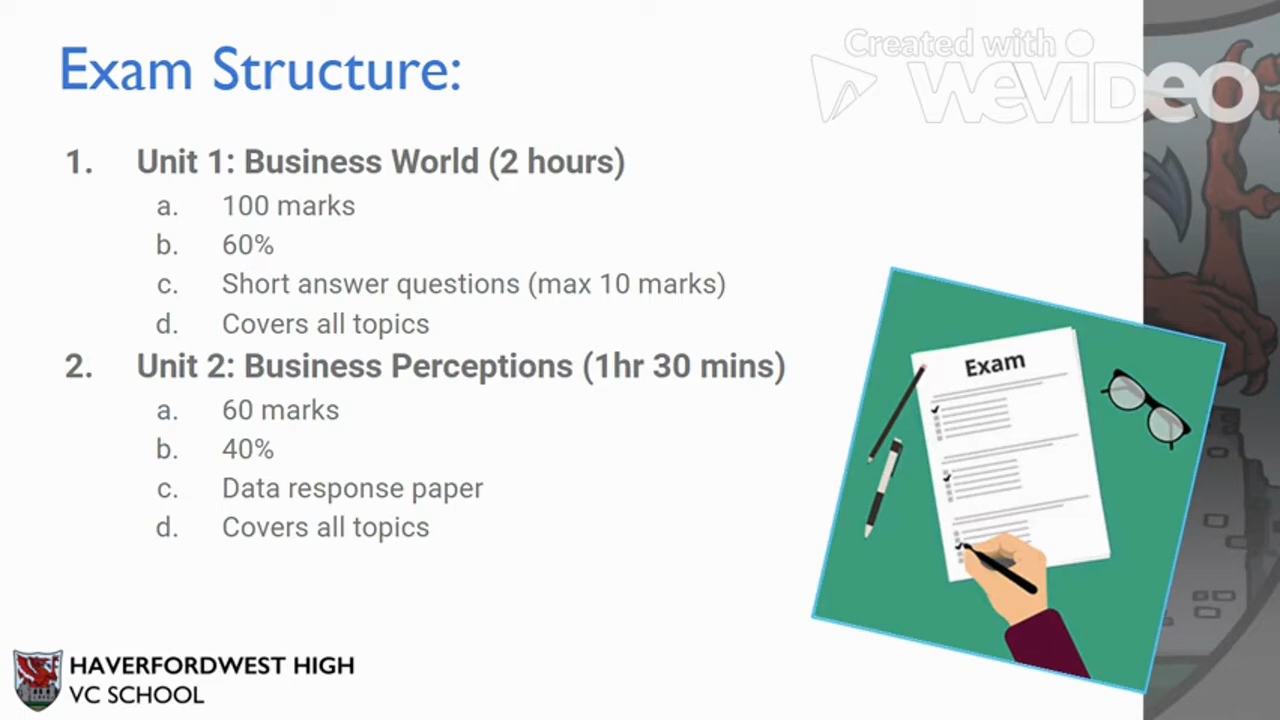 Exam Structure:
Created with
WEVIDEO
1. Unit 1: Business World (2 hours)
a. 100 marks
b. 60%
c. Short answer questions (max 10 marks)
d. Covers all topics
2. Unit 2: Business Perceptions (1hr 30 mins)
a. 60 marks
b. 40%
c. Data response paper
d. Covers all topics
Exam
HAVERFORDWEST HIGH
VC SCHOOL